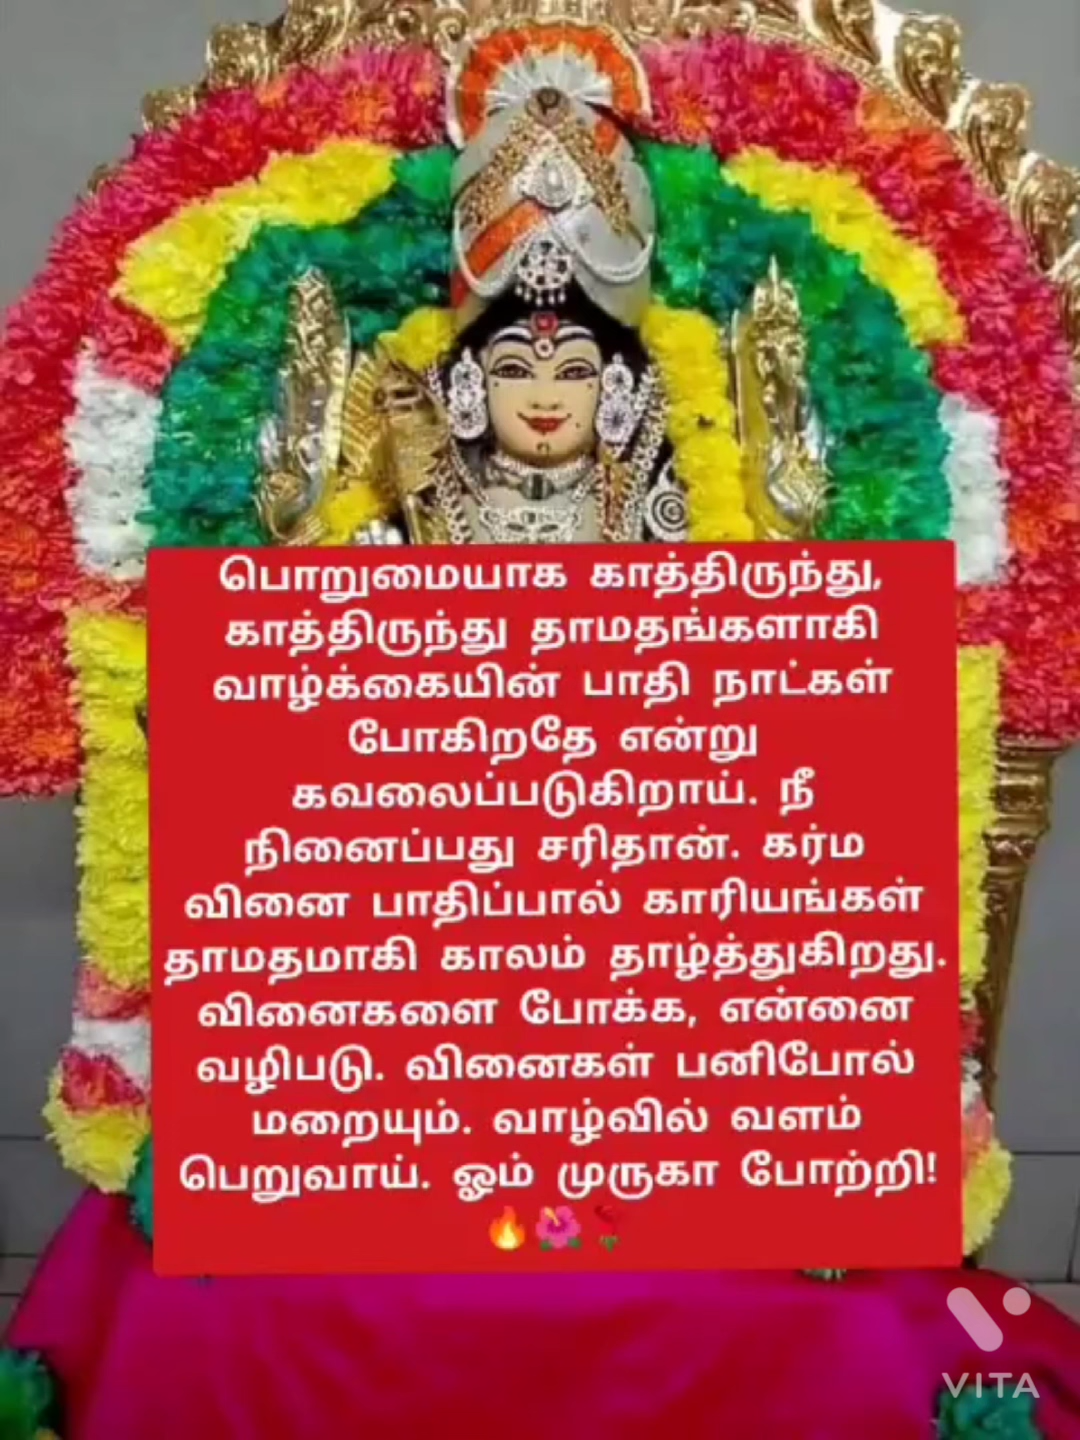 பொறுமையாக காத்திருந்து,
காத்திருந்து தாமதங்களாகி
வாழ்க்கையின் பாதி நாட்கள்
போகிறதே என்று
கவலைப்படுகிறாய். நீ
நினைப்பது சரிதான். கர்ம
வினை பாதிப்பால் காரியங்கள்
தாமதமாகி காலம் தாழ்த்துகிறது.
வினைகளை போக்க, என்னை
வழிபடு. வினைகள் பனிபோல்
மறையும். வாழ்வில் வளம்
பெறுவாய். ஓம் முருகா போற்றி!
🔥🌺🌹
VITA